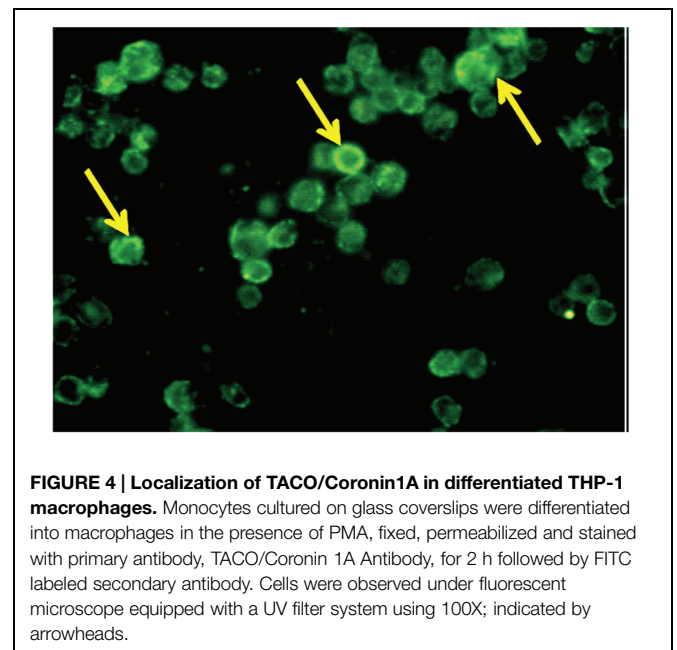 FIGURE 4 | Localization of TACO/Coronin1A in differentiated THP-1
macrophages. Monocytes cultured on glass coverslips were differentiated
into macrophages in the presence of PMA, fixed, permeabilized and stained
with primary antibody, TACO/Coronin 1A Antibody, for 2 h followed by FITC
labeled secondary antibody. Cells were observed under fluorescent
microscope equipped with a UV filter system using 100X; indicated by
arrowheads.